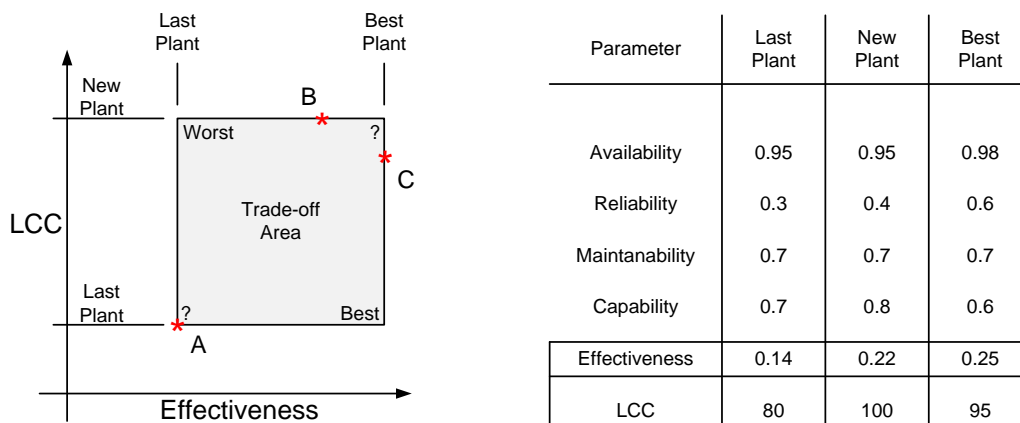 Last
Plant
Best
Plant
New
Plant
B
Worst
?
C
Trade-off
Area
LCC
Last
Plant
?
Best
A
Effectiveness
Parameter
Last
Plant
New
Plant
Best
Plant
Availability 0.95 0.95 0.98
Reliability 0.3 0.4 0.6
Maintanability 0.7 0.7 0.7
Capability 0.7 0.8 0.6
Effectiveness 0.14 0.22 0.25
LCC 80 100 95